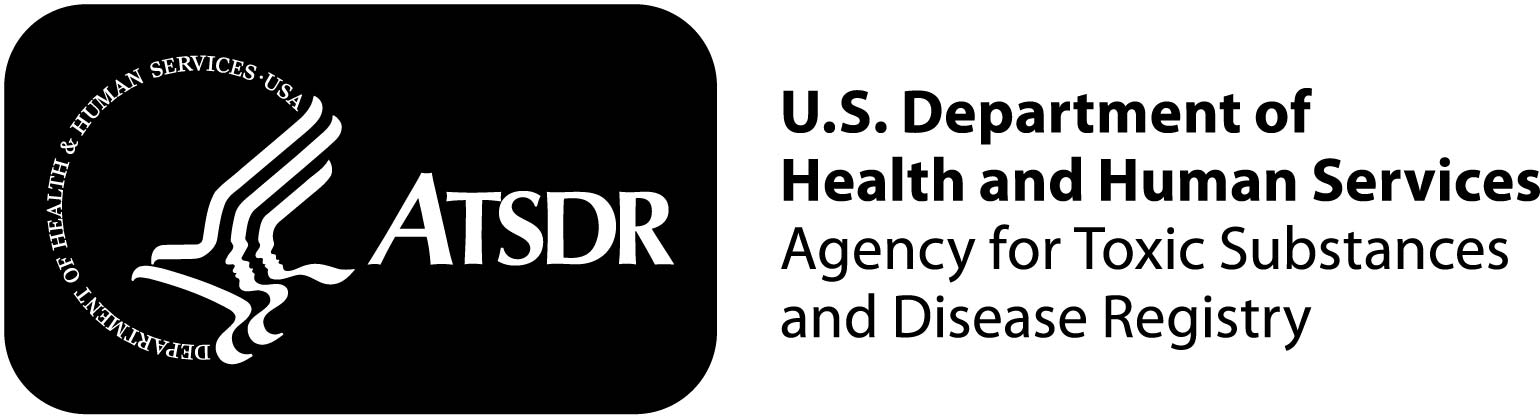 DEPARTMENT OF HEALTH & HUMAN SERVICES · USA
ATSDR
U.S. Department of
Health and Human Services
Agency for Toxic Substances
and Disease Registry